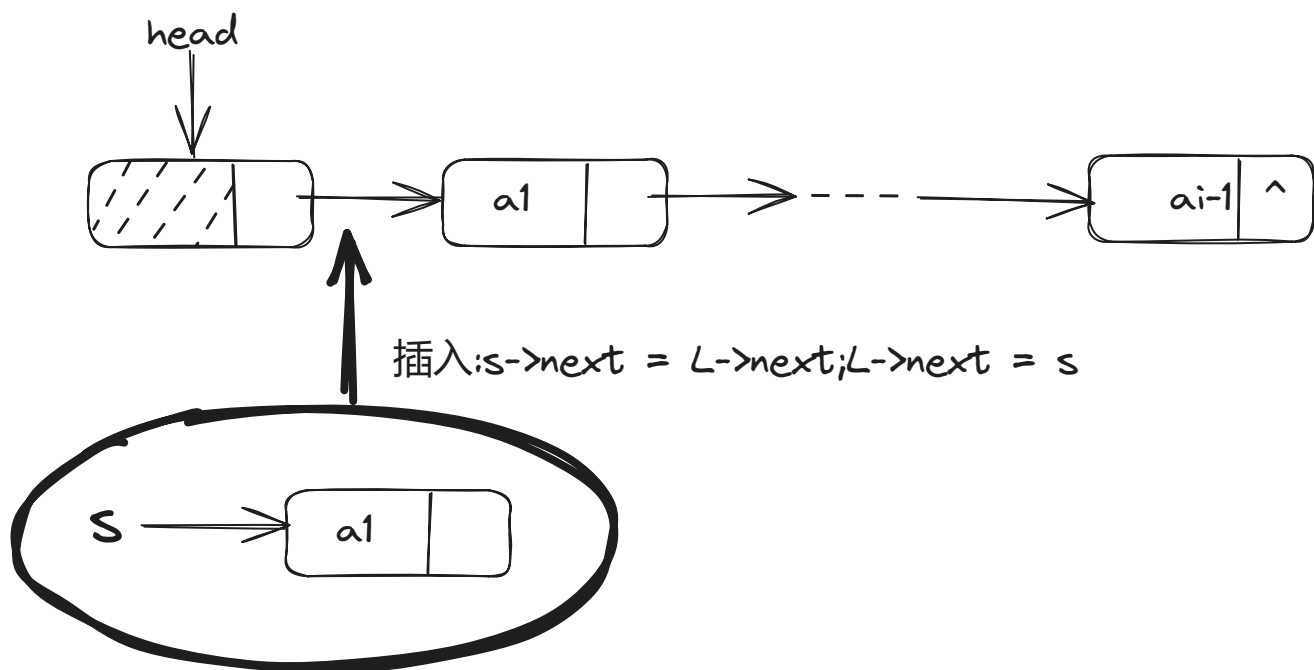 head
a1
ai-1 ^
插入:s->next = L->next;L->next = s
s
a1